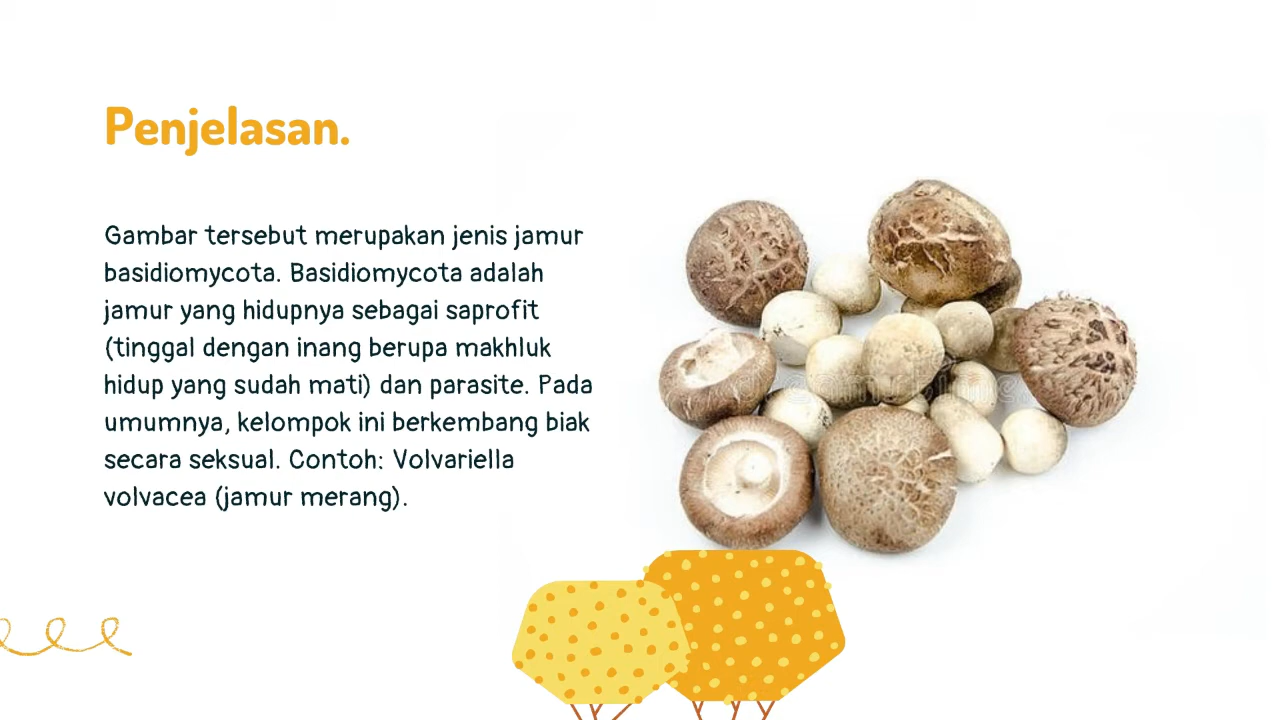 Penjelasan.
Gambar tersebut merupakan jenis jamur
basidiomycota. Basidiomycota adalah
jamur yang hidupnya sebagai saprofit
(tinggal dengan inang berupa makhluk
hidup yang sudah mati) dan parasite. Pada
umumnya, kelompok ini berkembang biak
secara seksual. Contoh: Volvariella
volvacea (jamur merang).
dreamstime.